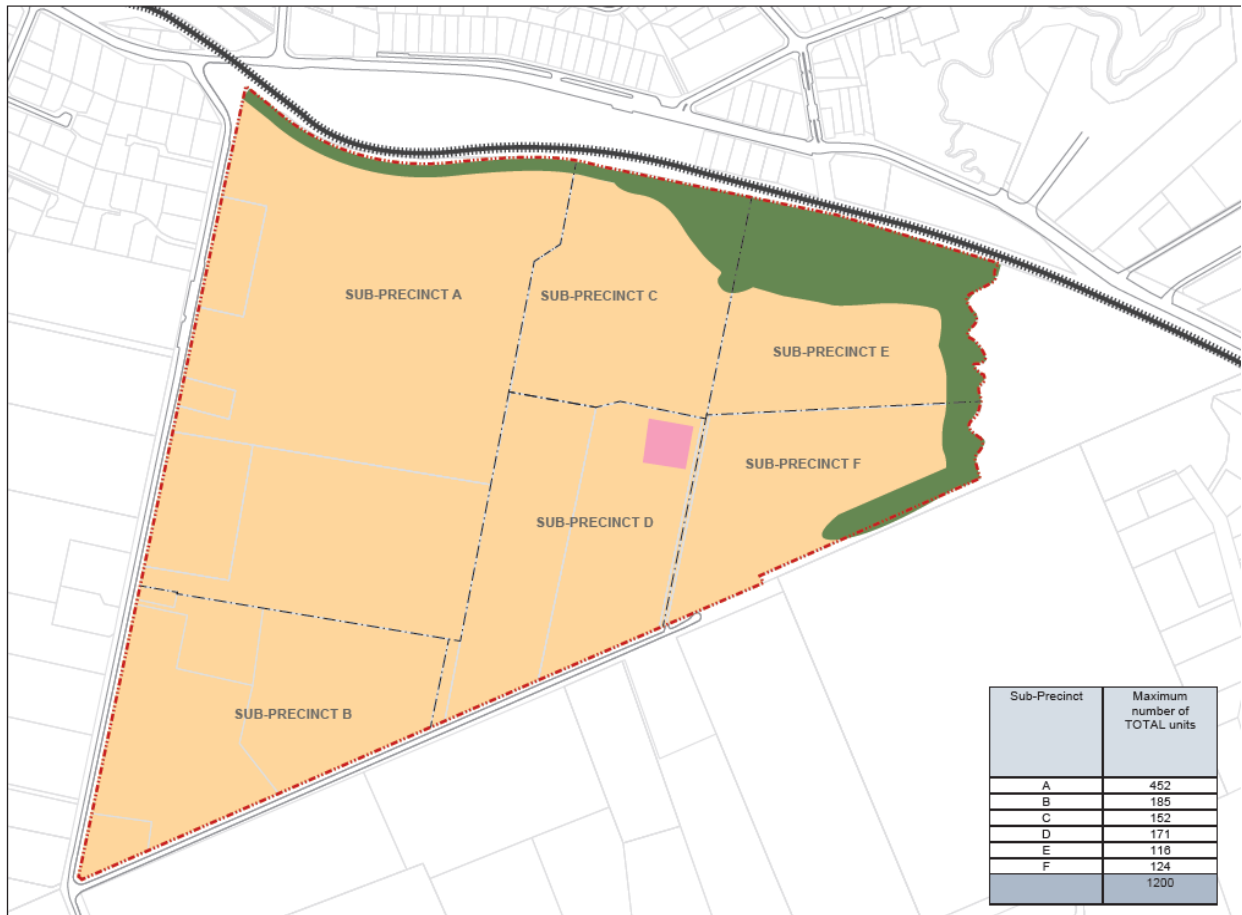 SUB-PRECINCT A
SUB-PRECINCT C
SUB-PRECINCT E
SUB-PRECINCT F
SUB-PRECINCT D
SUB-PRECINCT B
Sub-Precinct Maximum
number of
TOTAL units
A 452
B 185
C 152
D 171
E 116
F 124
1200